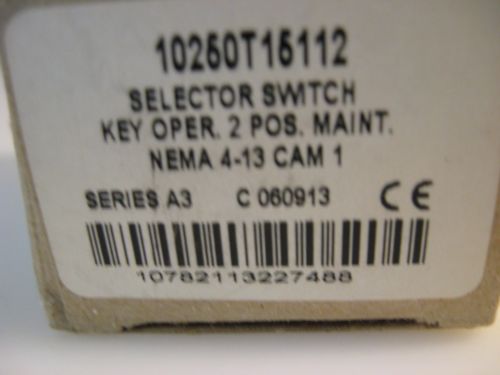 10250T15112
SELECTOR SWITCH
KEY OPER. 2 POS. MAINT.
NEMA 4-13 CAM 1
SERIES A3 C 060913 CE
10782113227488